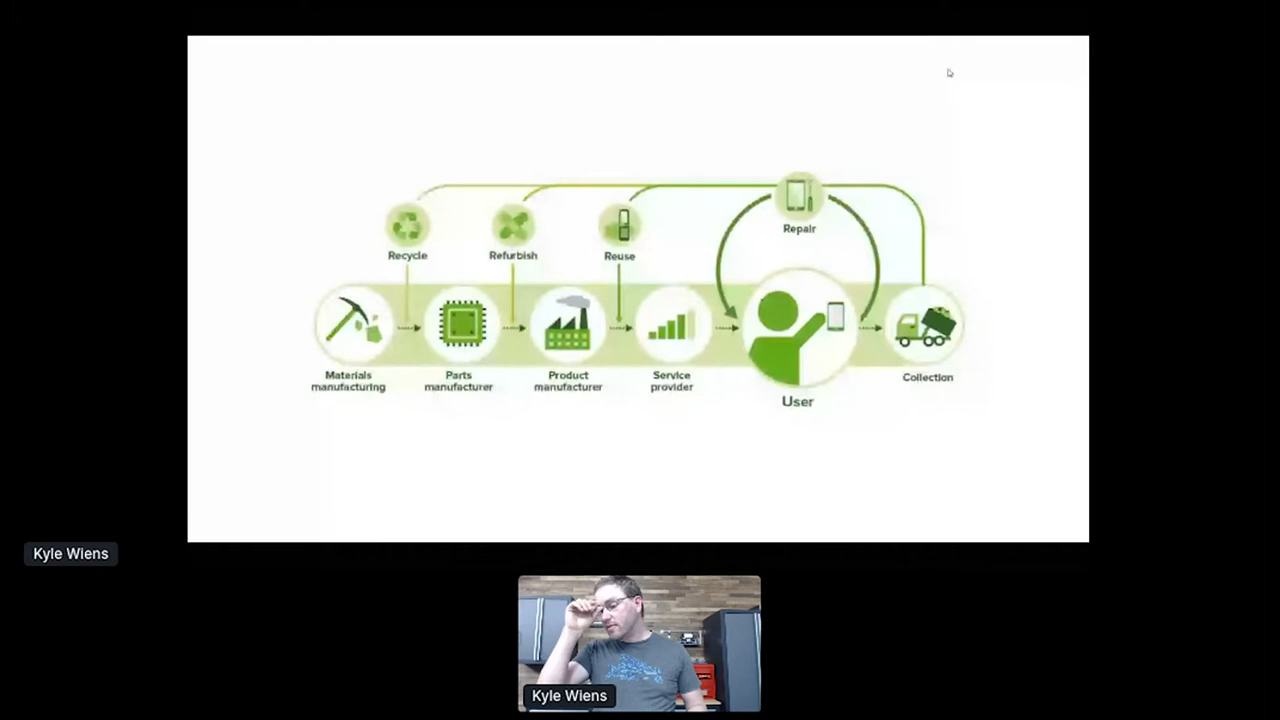 Repair
Recycle
Refurbish
Reuse
Materials
manufacturing
Parts
manufacturer
Product
manufacturer
Service
provider
User
Collection
Kyle Wiens
Kyle Wiens